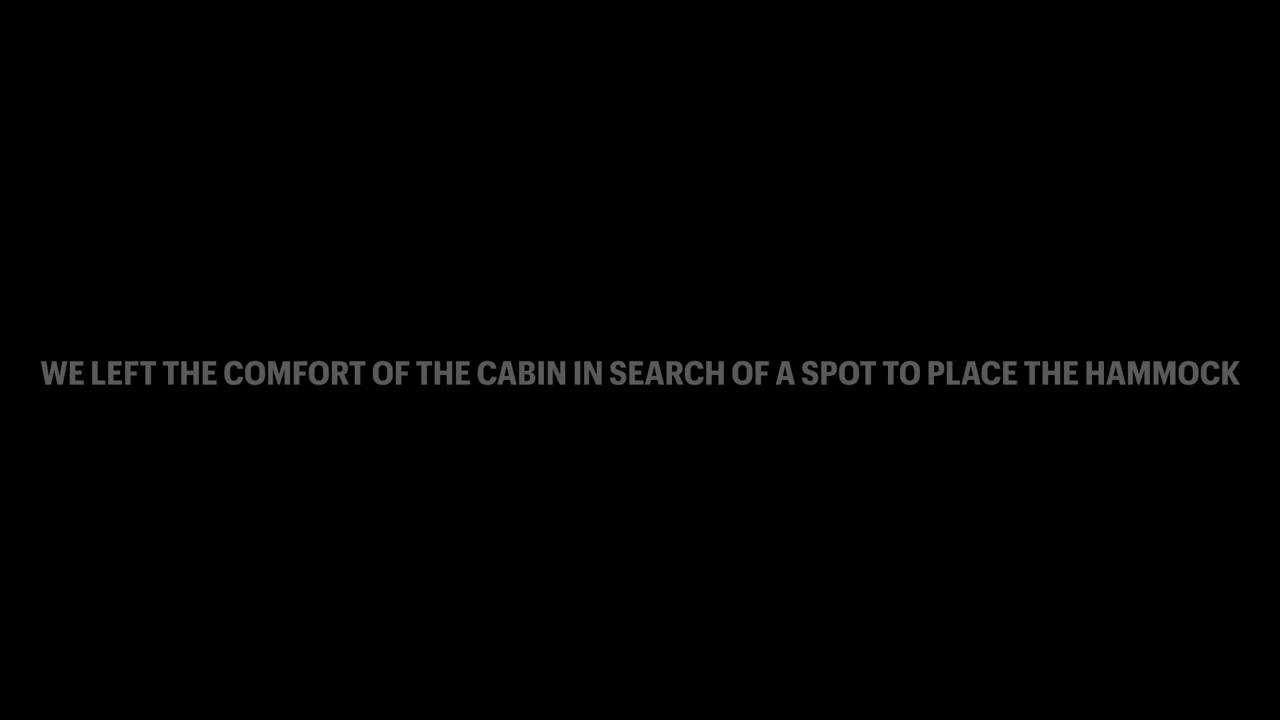 WE LEFT THE COMFORT OF THE CABIN IN SEARCH OF A SPOT TO PLACE THE HAMMOCK